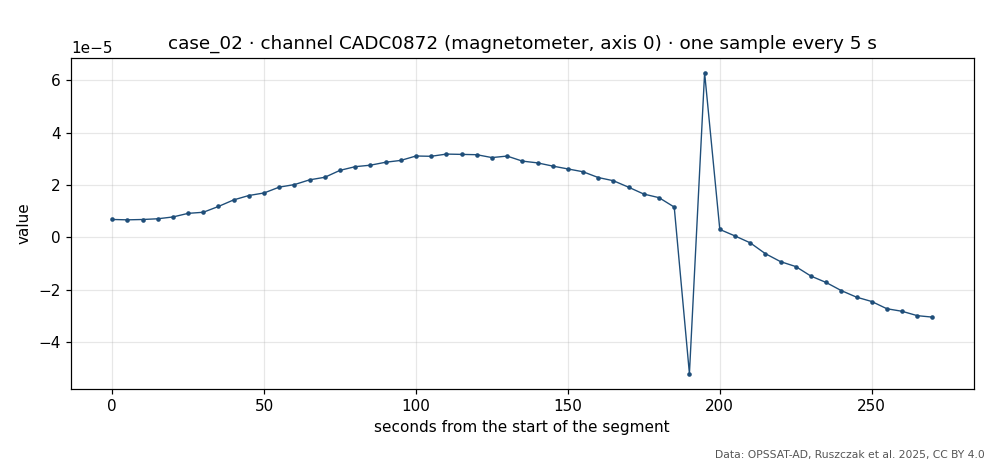 case_02 · channel CADC0872 (magnetometer, axis 0) · one sample every 5 s
1e−5
6
4
2
0
−2
−4
value
0 50 100 150 200 250
seconds from the start of the segment
Data: OPSSAT-AD, Ruszczak et al. 2025, CC BY 4.0